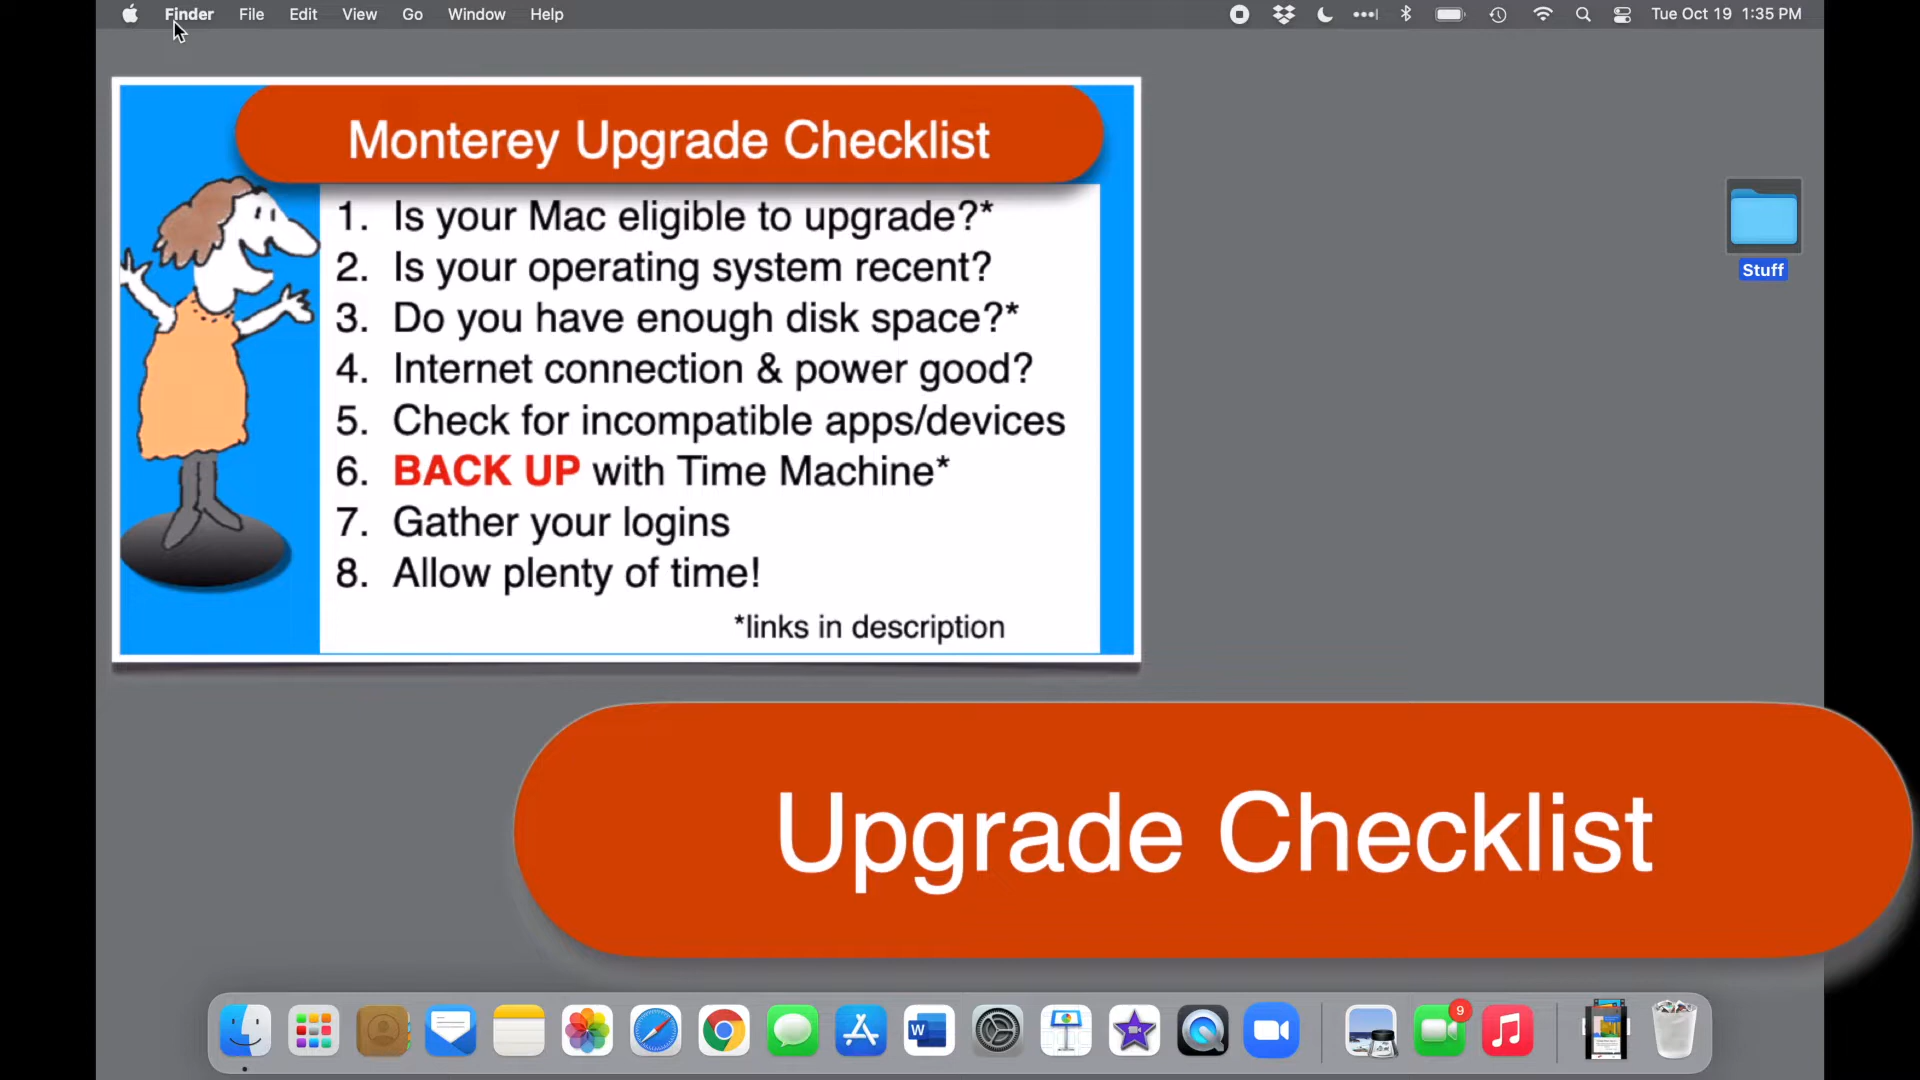 Finder File Edit View Go Window Help Tue Oct 19 1:35 PM
Monterey Upgrade Checklist
1. Is your Mac eligible to upgrade?*
2. Is your operating system recent?
3. Do you have enough disk space?*
4. Internet connection & power good?
5. Check for incompatible apps/devices
6. BACK UP with Time Machine*
7. Gather your logins
8. Allow plenty of time!
*links in description
Stuff
Upgrade Checklist
W
9